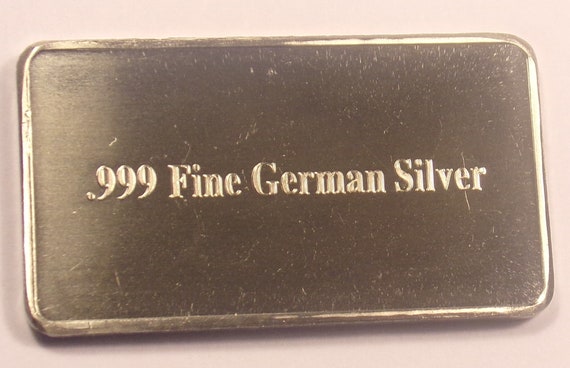 .999 Fine German Silver